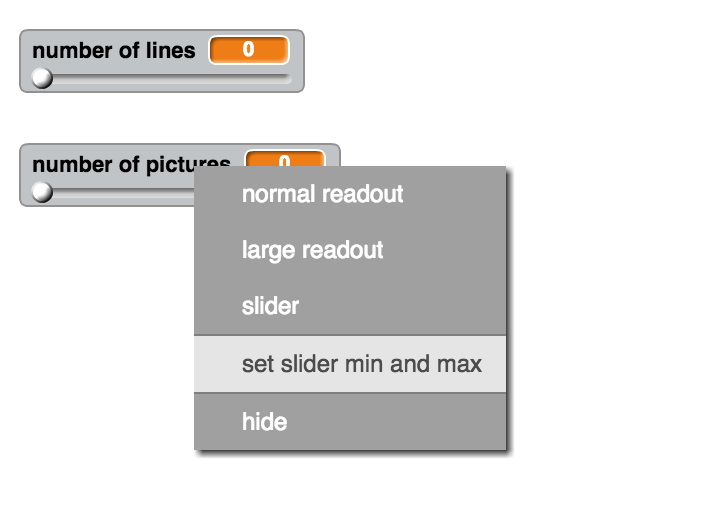 number of lines 0
number of pictures 0
normal readout
large readout
slider
set slider min and max
hide